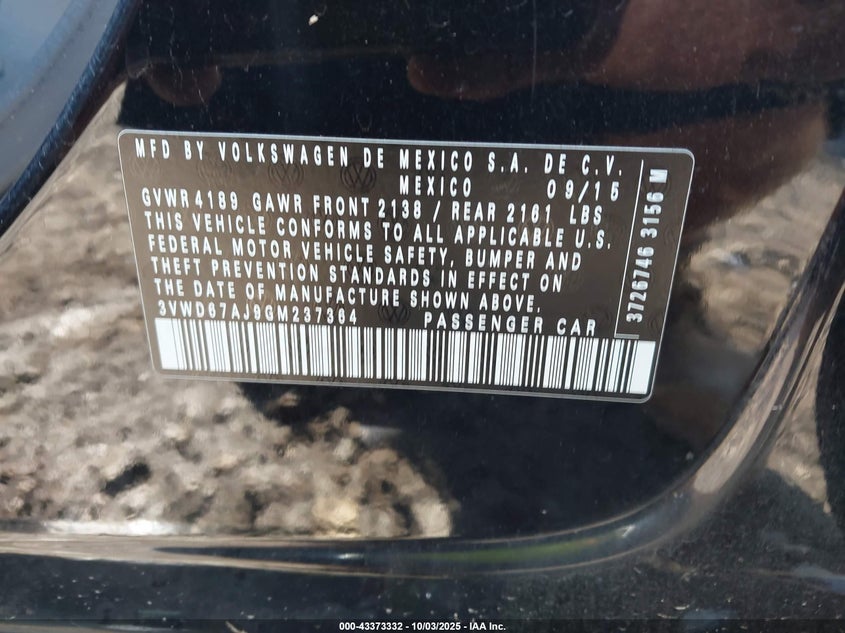 MFD BY VOLKSWAGEN DE MEXICO S.A. DE C.V.
MEXICO 09/15
GVWR 4189 GAWR FRONT 2138 / REAR 2161 LBS
THIS VEHICLE CONFORMS TO ALL APPLICABLE U.S.
FEDERAL MOTOR VEHICLE SAFETY, BUMPER AND
THEFT PREVENTION STANDARDS IN EFFECT ON
THE DATE OF MANUFACTURE SHOWN ABOVE.
3VWD67AJ9GM237364 PASSENGER CAR
3726746 3156 M
000-43373332 - 10/03/2025 - IAA Inc.